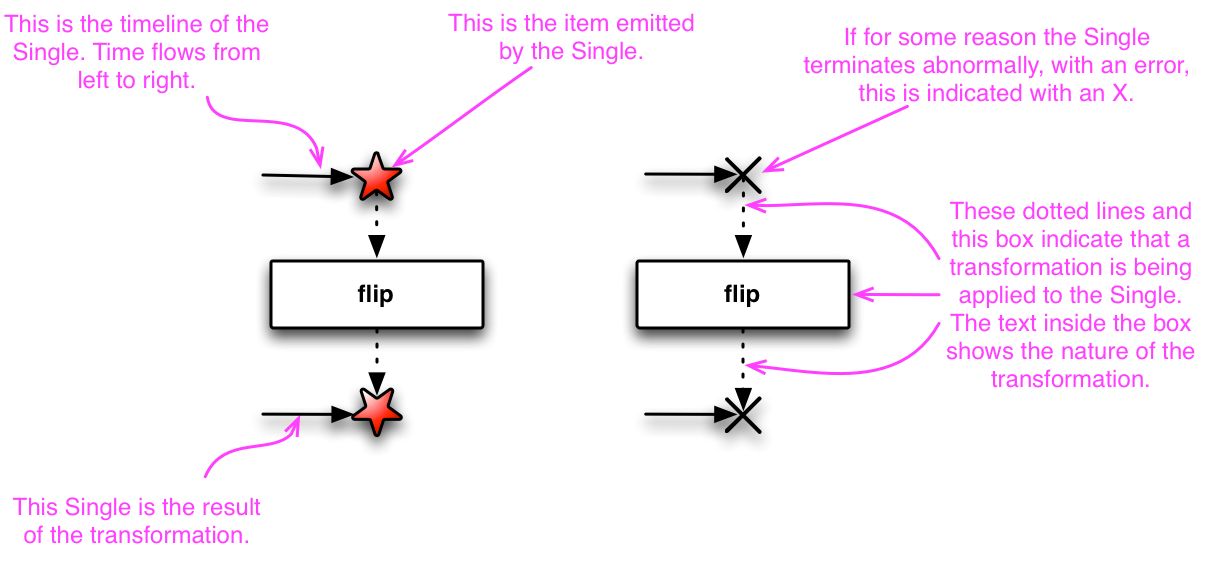 This is the timeline of the
Single. Time flows from
left to right.
This is the item emitted
by the Single.
If for some reason the Single
terminates abnormally, with an error,
this is indicated with an X.
These dotted lines and
this box indicate that a
transformation is being
applied to the Single.
The text inside the box
shows the nature of the
transformation.
flip
flip
This Single is the result
of the transformation.